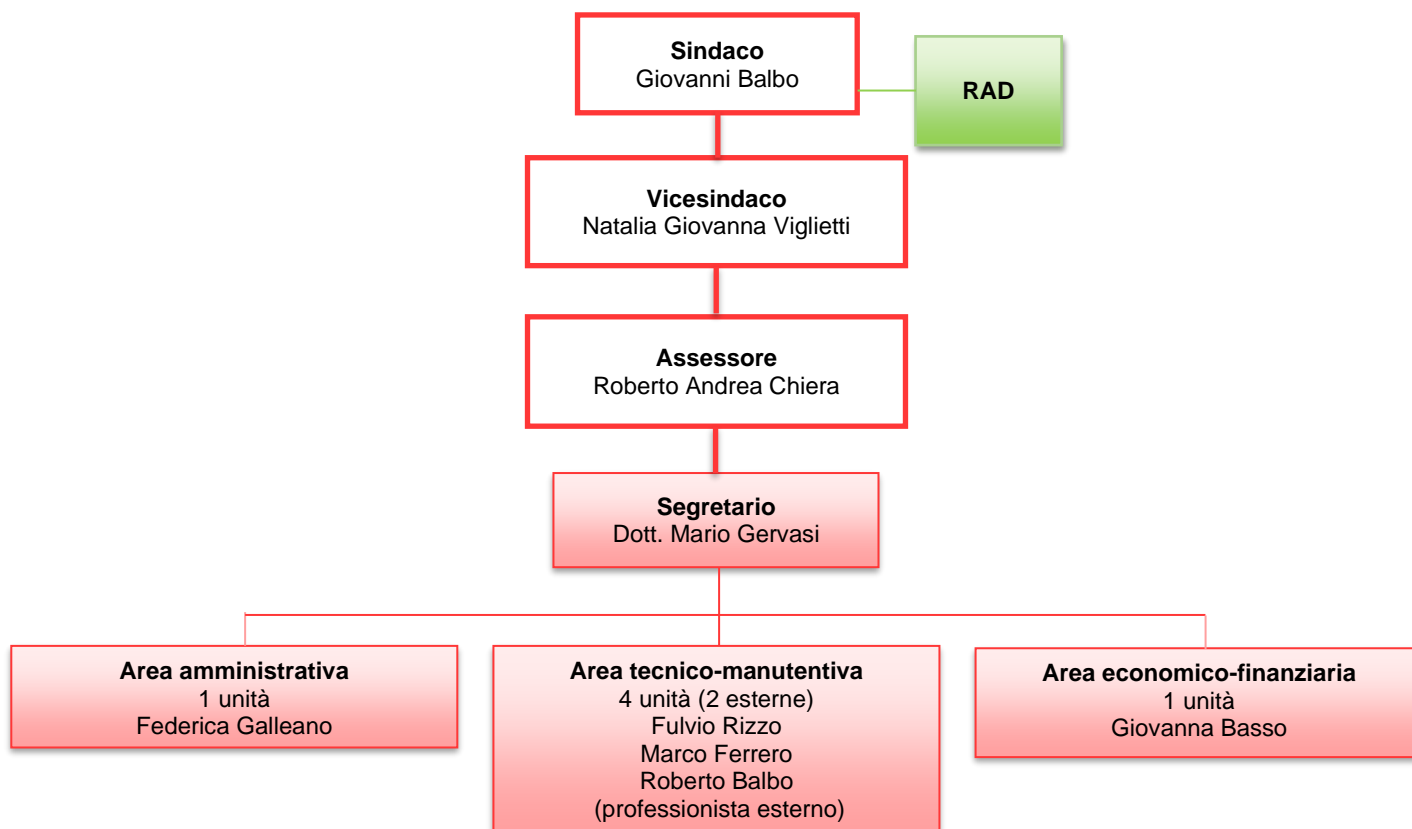 Sindaco
Giovanni Balbo
RAD
Vicesindaco
Natalia Giovanna Viglietti
Assessore
Roberto Andrea Chiera
Segretario
Dott. Mario Gervasi
Area amministrativa
1 unità
Federica Galleano
Area tecnico-manutentiva
4 unità (2 esterne)
Fulvio Rizzo
Marco Ferrero
Roberto Balbo
(professionista esterno)
Area economico-finanziaria
1 unità
Giovanna Basso